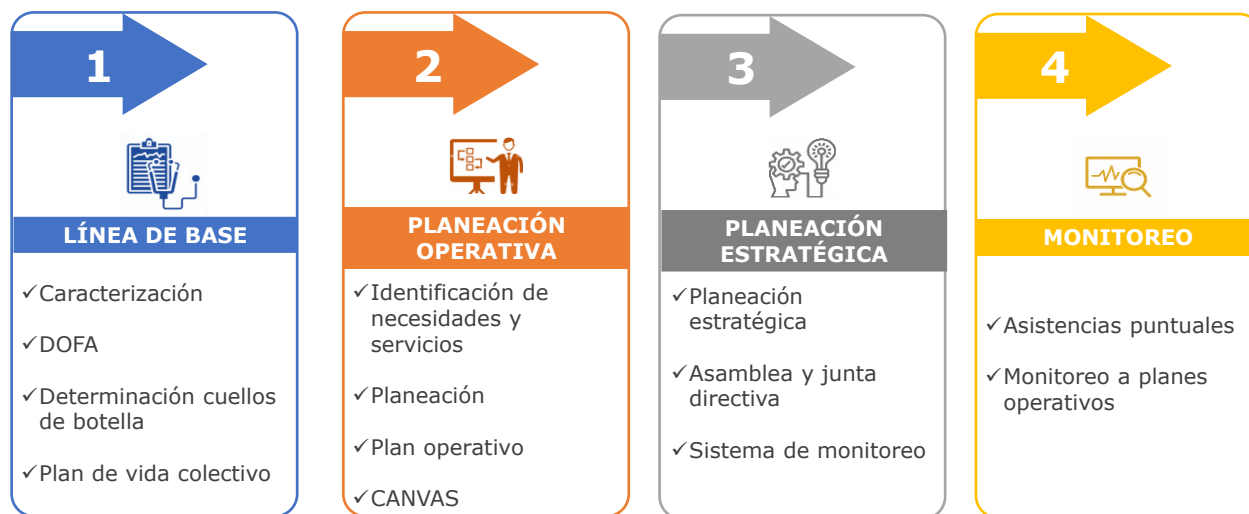 1
LÍNEA DE BASE
✓Caracterización
✓DOFA
✓Determinación cuellos
de botella
✓Plan de vida colectivo
2
PLANEACIÓN
OPERATIVA
✓Identificación de
necesidades y
servicios
✓Planeación
✓Plan operativo
✓CANVAS
3
PLANEACIÓN
ESTRATÉGICA
✓Planeación
estratégica
✓Asamblea y junta
directiva
✓Sistema de monitoreo
4
MONITOREO
✓Asistencias puntuales
✓Monitoreo a planes
operativos